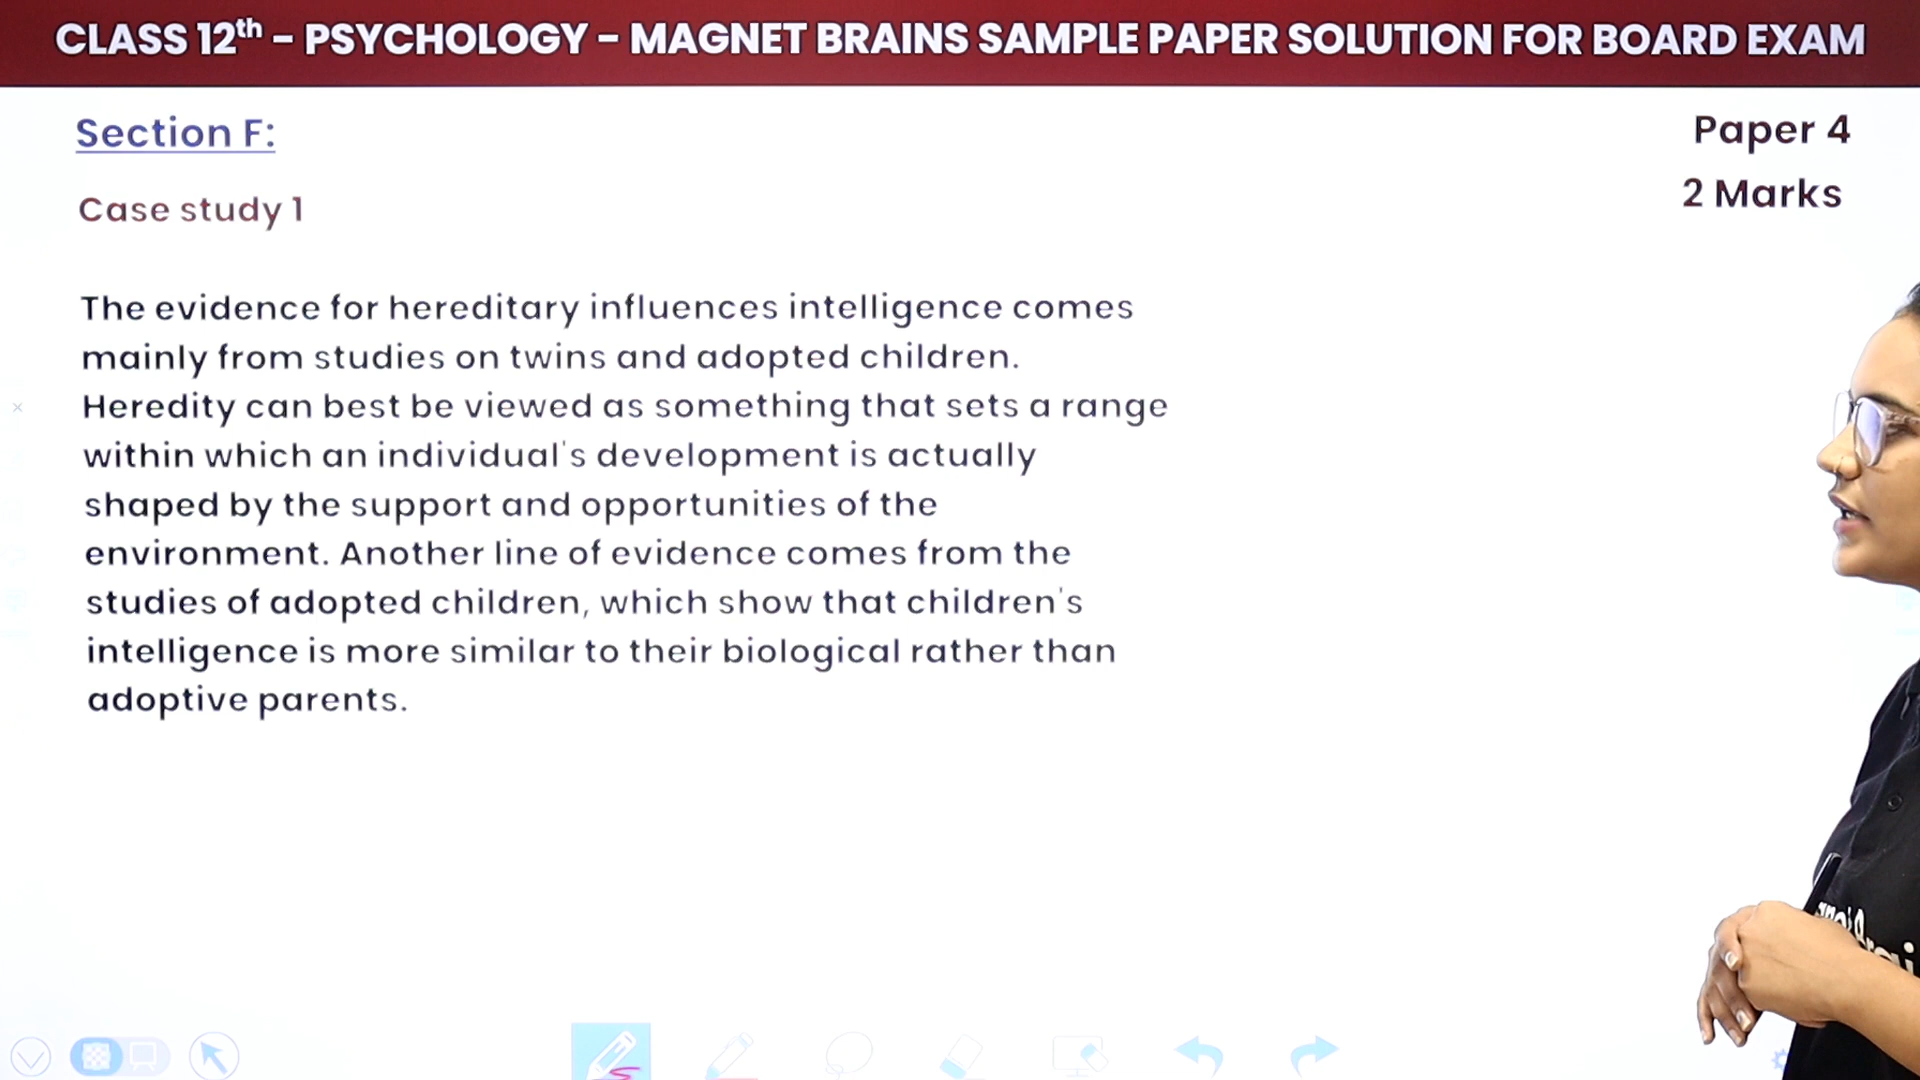 CLASS 12th - PSYCHOLOGY - MAGNET BRAINS SAMPLE PAPER SOLUTION FOR BOARD EXAM
Section F:
Paper 4
2 Marks
Case study 1
The evidence for hereditary influences intelligence comes
mainly from studies on twins and adopted children.
Heredity can best be viewed as something that sets a range
within which an individual's development is actually
shaped by the support and opportunities of the
environment. Another line of evidence comes from the
studies of adopted children, which show that children's
intelligence is more similar to their biological rather than
adoptive parents.